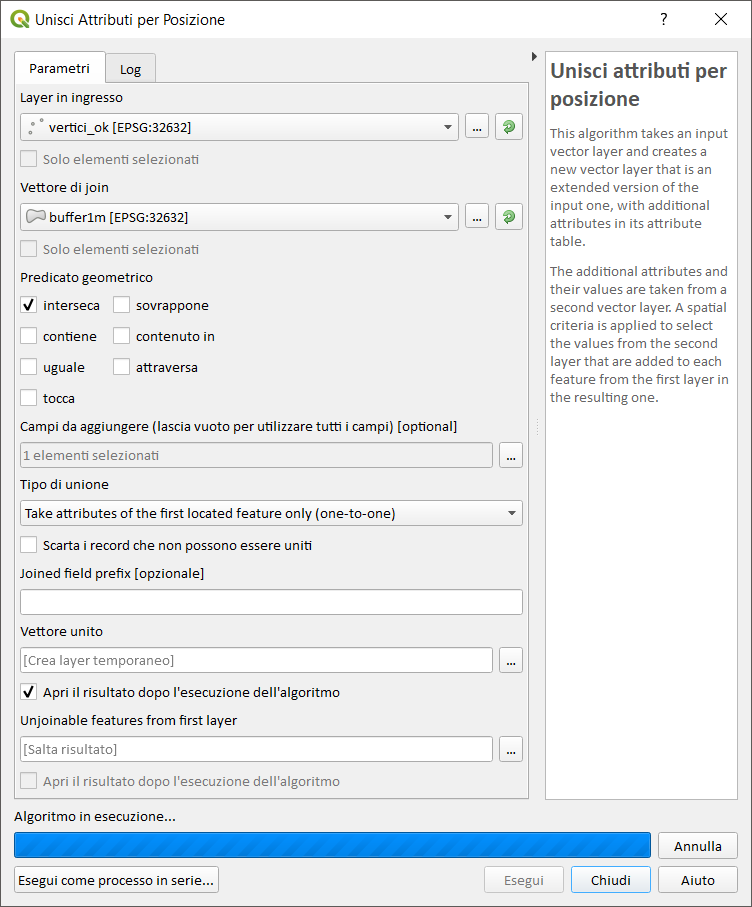 Unisci Attributi per Posizione
?
Parametri
Log
Layer in ingresso
vertici_ok [EPSG:32632]
...
Solo elementi selezionati
Vettore di join
buffer1m [EPSG:32632]
...
Solo elementi selezionati
Predicato geometrico
interseca
sovrappone
contiene
contenuto in
uguale
attraversa
tocca
Campi da aggiungere (lascia vuoto per utilizzare tutti i campi) [optional]
1 elementi selezionati
...
Tipo di unione
Take attributes of the first located feature only (one-to-one)
Scarta i record che non possono essere uniti
Joined field prefix [opzionale]
Vettore unito
[Crea layer temporaneo]
...
Apri il risultato dopo l'esecuzione dell'algoritmo
Unjoinable features from first layer
[Salta risultato]
...
Apri il risultato dopo l'esecuzione dell'algoritmo
Unisci attributi per
posizione
This algorithm takes an input
vector layer and creates a
new vector layer that is an
extended version of the
input one, with additional
attributes in its attribute
table.
The additional attributes and
their values are taken from a
second vector layer. A spatial
criteria is applied to select
the values from the second
layer that are added to each
feature from the first layer in
the resulting one.
Algoritmo in esecuzione...
Annulla
Esegui come processo in serie...
Esegui
Chiudi
Aiuto